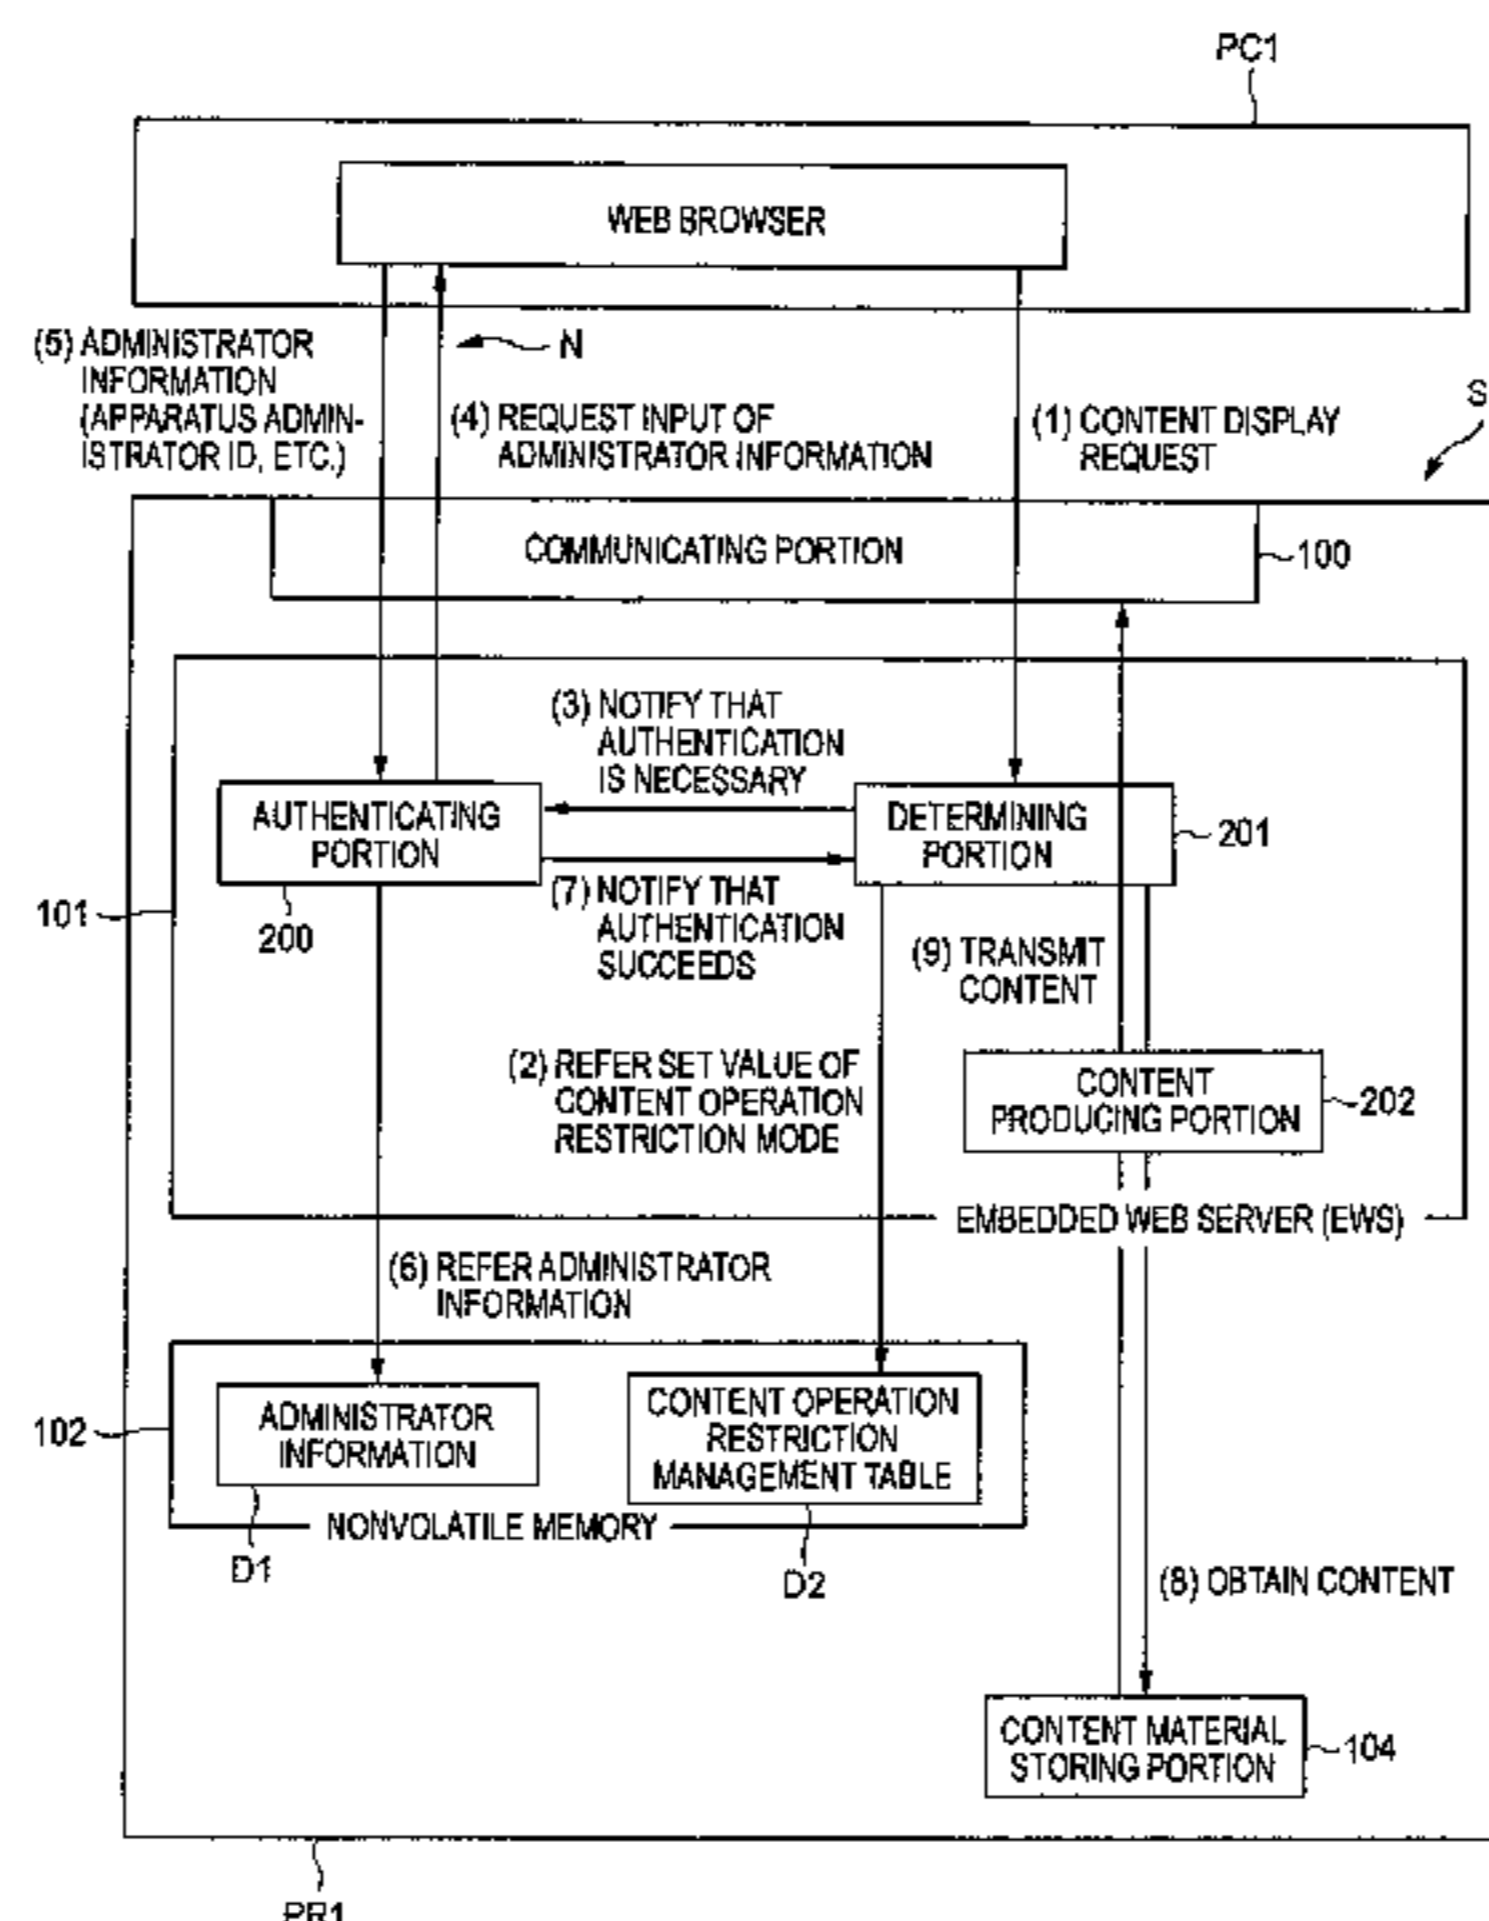 PC1
WEB BROWSER
(5) ADMINISTRATOR
INFORMATION
(APPARATUS ADMIN-
ISTRATOR ID, ETC.)
N
(4) REQUEST INPUT OF
ADMINISTRATOR INFORMATION
(1) CONTENT DISPLAY
REQUEST
S
COMMUNICATING PORTION
100
(3) NOTIFY THAT
AUTHENTICATION
IS NECESSARY
AUTHENTICATING
PORTION
DETERMINING
PORTION
201
101
200
(7) NOTIFY THAT
AUTHENTICATION
SUCCEEDS
(9) TRANSMIT
CONTENT
(2) REFER SET VALUE OF
CONTENT OPERATION
RESTRICTION MODE
CONTENT
PRODUCING PORTION
202
EMBEDDED WEB SERVER (EWS)
(6) REFER ADMINISTRATOR
INFORMATION
102
ADMINISTRATOR
INFORMATION
CONTENT OPERATION
RESTRICTION
MANAGEMENT TABLE
NONVOLATILE MEMORY
D1
D2
(8) OBTAIN CONTENT
CONTENT MATERIAL
STORING PORTION
104
PR1